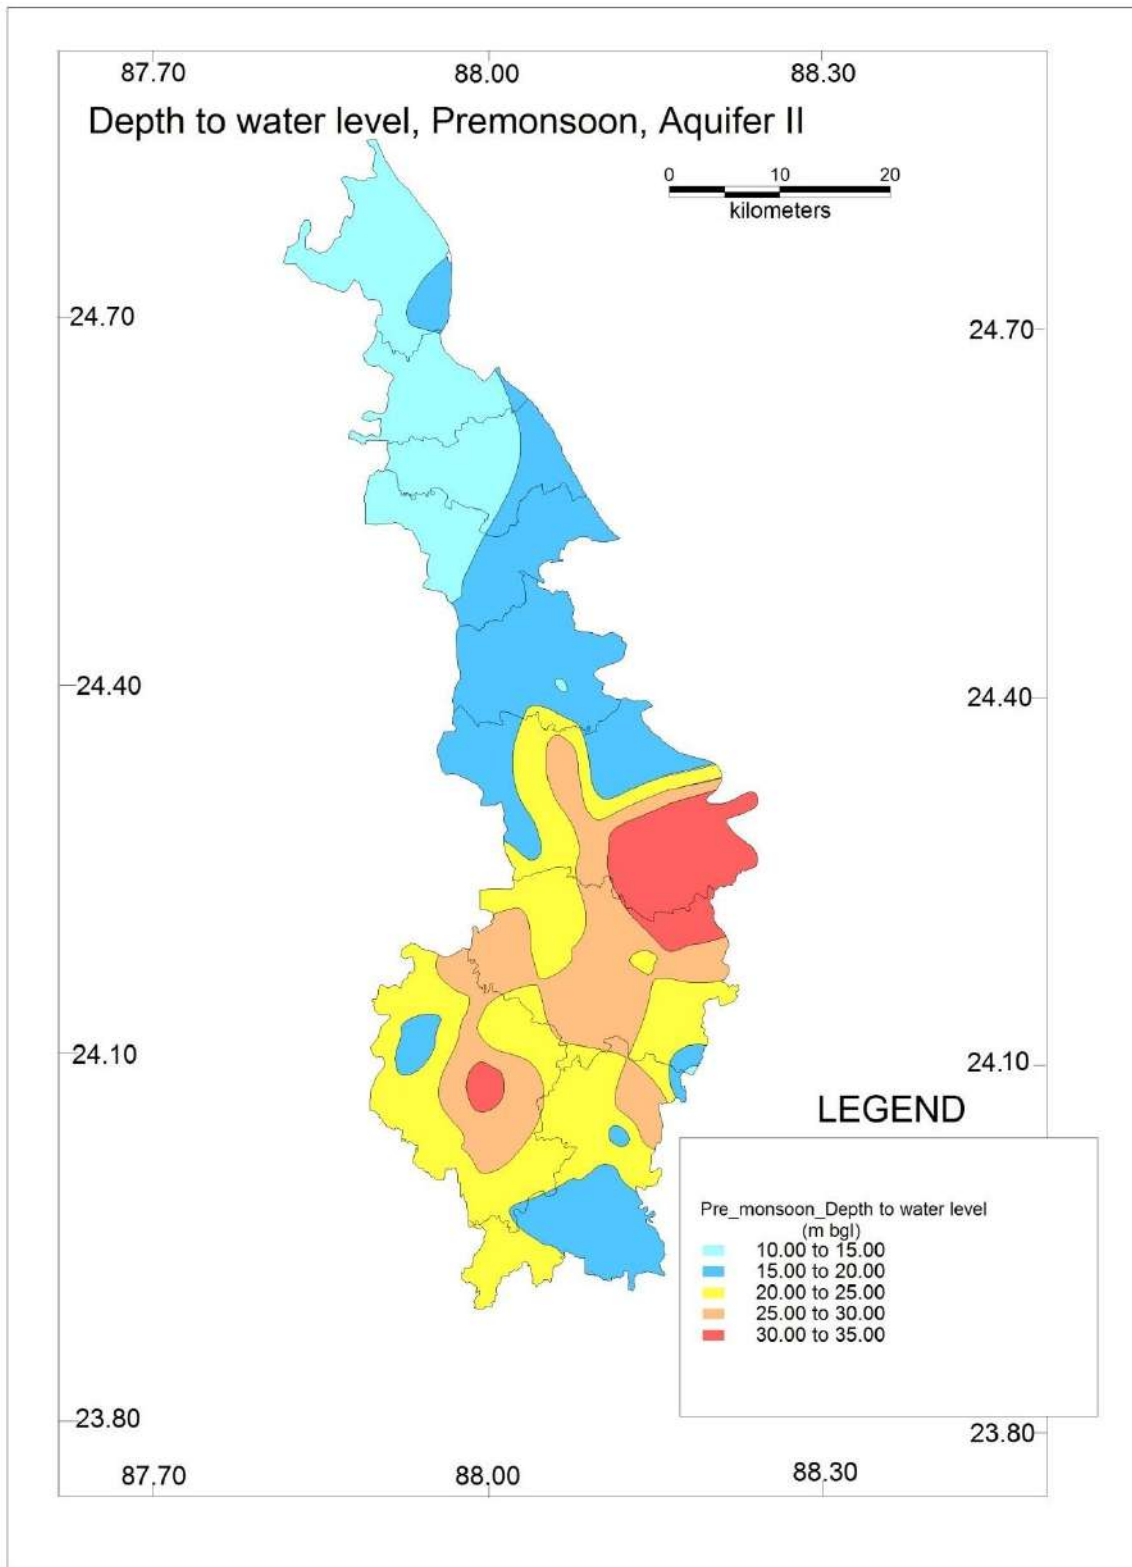 87.70 88.00 88.30
Depth to water level, Premonsoon, Aquifer II
0 10 20
kilometers
24.70 24.70
24.40 24.40
24.10 24.10
LEGEND
Pre_monsoon_Depth to water level
(m bgl)
10.00 to 15.00
15.00 to 20.00
20.00 to 25.00
25.00 to 30.00
30.00 to 35.00
23.80 23.80
87.70 88.00 88.30